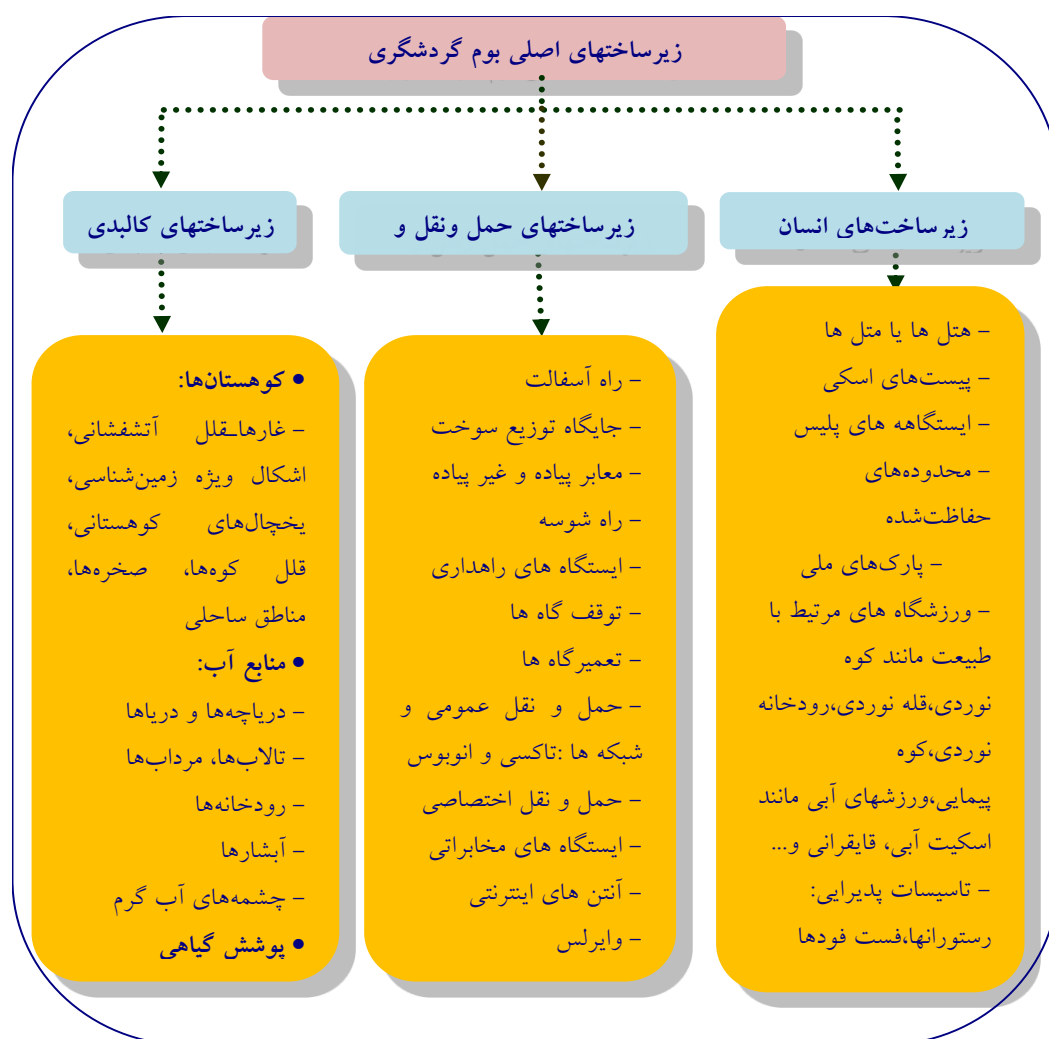 زیرساختهای اصلی بوم گردشگری
زیرساخت‌های انسان
زیرساختهای حمل ونقل و
زیرساختهای کالبدی
– هتل ها یا متل ها
– پیست‌های اسکی
– ایستگاهه های پلیس
– محدوده‌های
حفاظت‌شده
– پارک‌های ملی
– ورزشگاه های مرتیط با
طبیعت مانند کوه
نوردی،قله نوردی،رودخانه
نوردی،کوه
پیمایی،ورزشهای آبی مانند
اسکیت آبی، قایقرانی و...
– تاسیسات پدیرایی:
رستورانها،فست فودها
– راه آسفالت
– جایگاه توزیع سوخت
– معابر پیاده و غیر پیاده
– راه شوسه
– ایستگاه های راهداری
– توقف گاه ها
– تعمیرگاه ها
– حمل و نقل عمومی و
شبکه ها :تاکسی و انوبوس
– حمل و نقل اختصاصی
– ایستگاه های مخابراتی
– آنتن های اینترنتی
– وایرلس
• کوهستان‌ها:
– غارهاـقلل آتشفشانی،
اشکال ویژه زمین‌شناسی،
یخچال‌های کوهستانی،
قلل کوه‌ها، صخره‌ها،
مناطق ساحلی
• منابع آب:
– دریاچه‌ها و دریاها
– تالاب‌ها، مرداب‌ها
– رودخانه‌ها
– آبشارها
– چشمه‌های آب گرم
• پوشش گیاهی